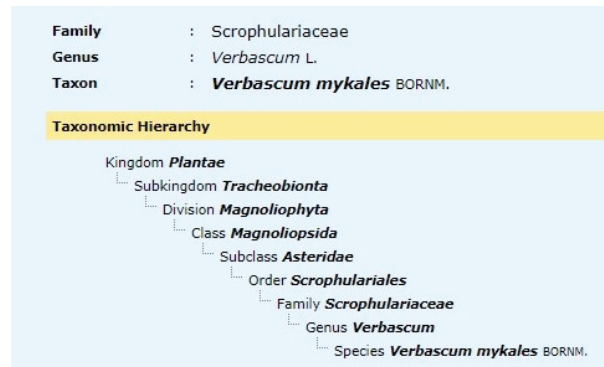 Family : Scrophulariaceae
Genus : Verbascum L.
Taxon : Verbascum mykales BORNM.
Taxonomic Hierarchy
Kingdom Plantae
Subkingdom Tracheobionta
Division Magnoliophyta
Class Magnoliopsida
Subclass Asteridae
Order Scrophulariales
Family Scrophulariaceae
Genus Verbascum
Species Verbascum mykales BORNM.